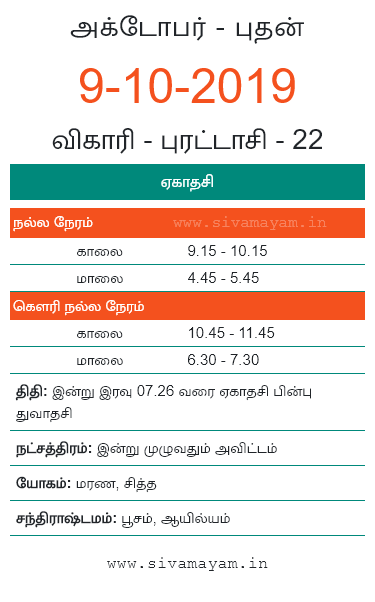 அக்டோபர் - புதன்
9-10-2019
விகாரி - புரட்டாசி - 22
ஏகாதசி
நல்ல நேரம் www.sivamayam.in
காலை 9.15 - 10.15
மாலை 4.45 - 5.45
கௌரி நல்ல நேரம்
காலை 10.45 - 11.45
மாலை 6.30 - 7.30
திதி: இன்று இரவு 07.26 வரை ஏகாதசி பின்பு
துவாதசி
நட்சத்திரம்: இன்று முழுவதும் அவிட்டம்
யோகம்: மரண, சித்த
சந்திராஷ்டமம்: பூசம், ஆயில்யம்
www.sivamayam.in